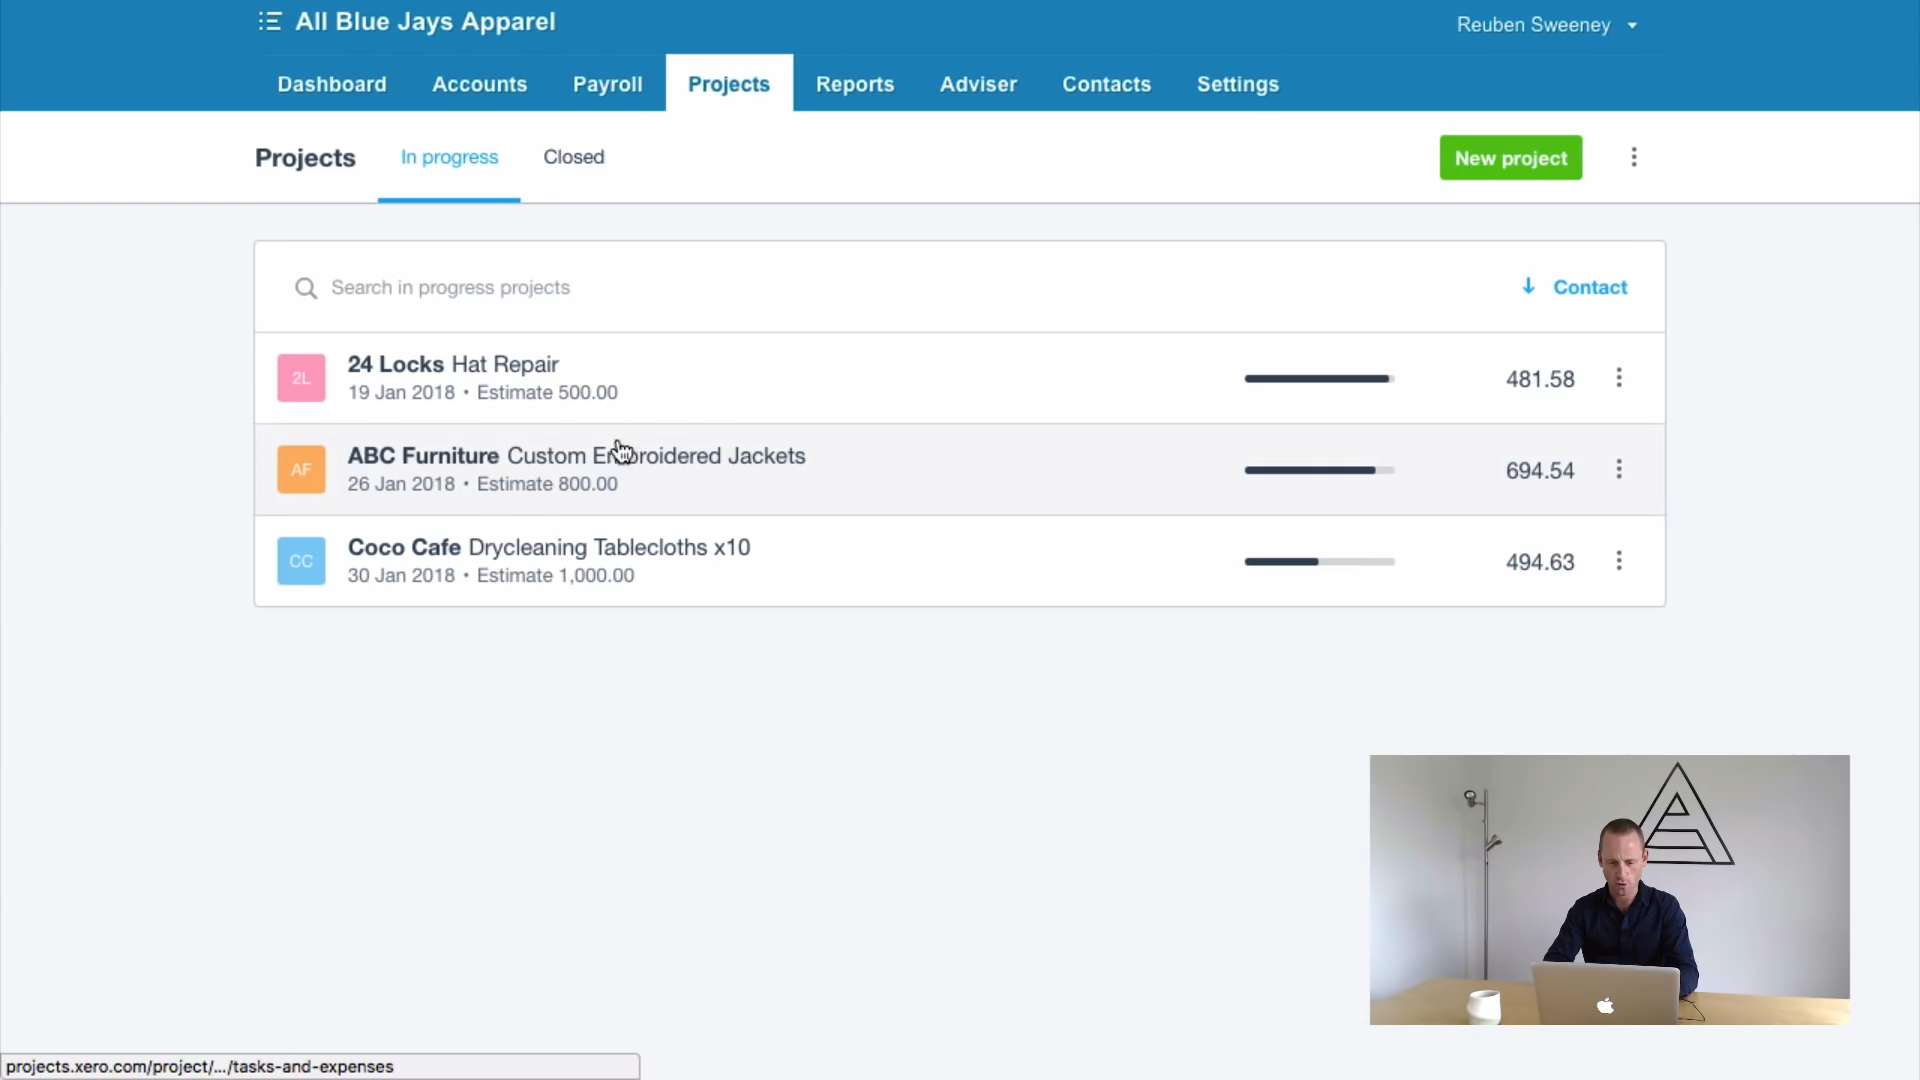 All Blue Jays Apparel
Reuben Sweeney
Dashboard Accounts Payroll Projects Reports Adviser Contacts Settings
Projects In progress Closed New project
Search in progress projects Contact
2L 24 Locks Hat Repair
19 Jan 2018 • Estimate 500.00
481.58
AF ABC Furniture Custom Embroidered Jackets
26 Jan 2018 • Estimate 800.00
694.54
CC Coco Cafe Drycleaning Tablecloths x10
30 Jan 2018 • Estimate 1,000.00
494.63
projects.xero.com/project/.../tasks-and-expenses